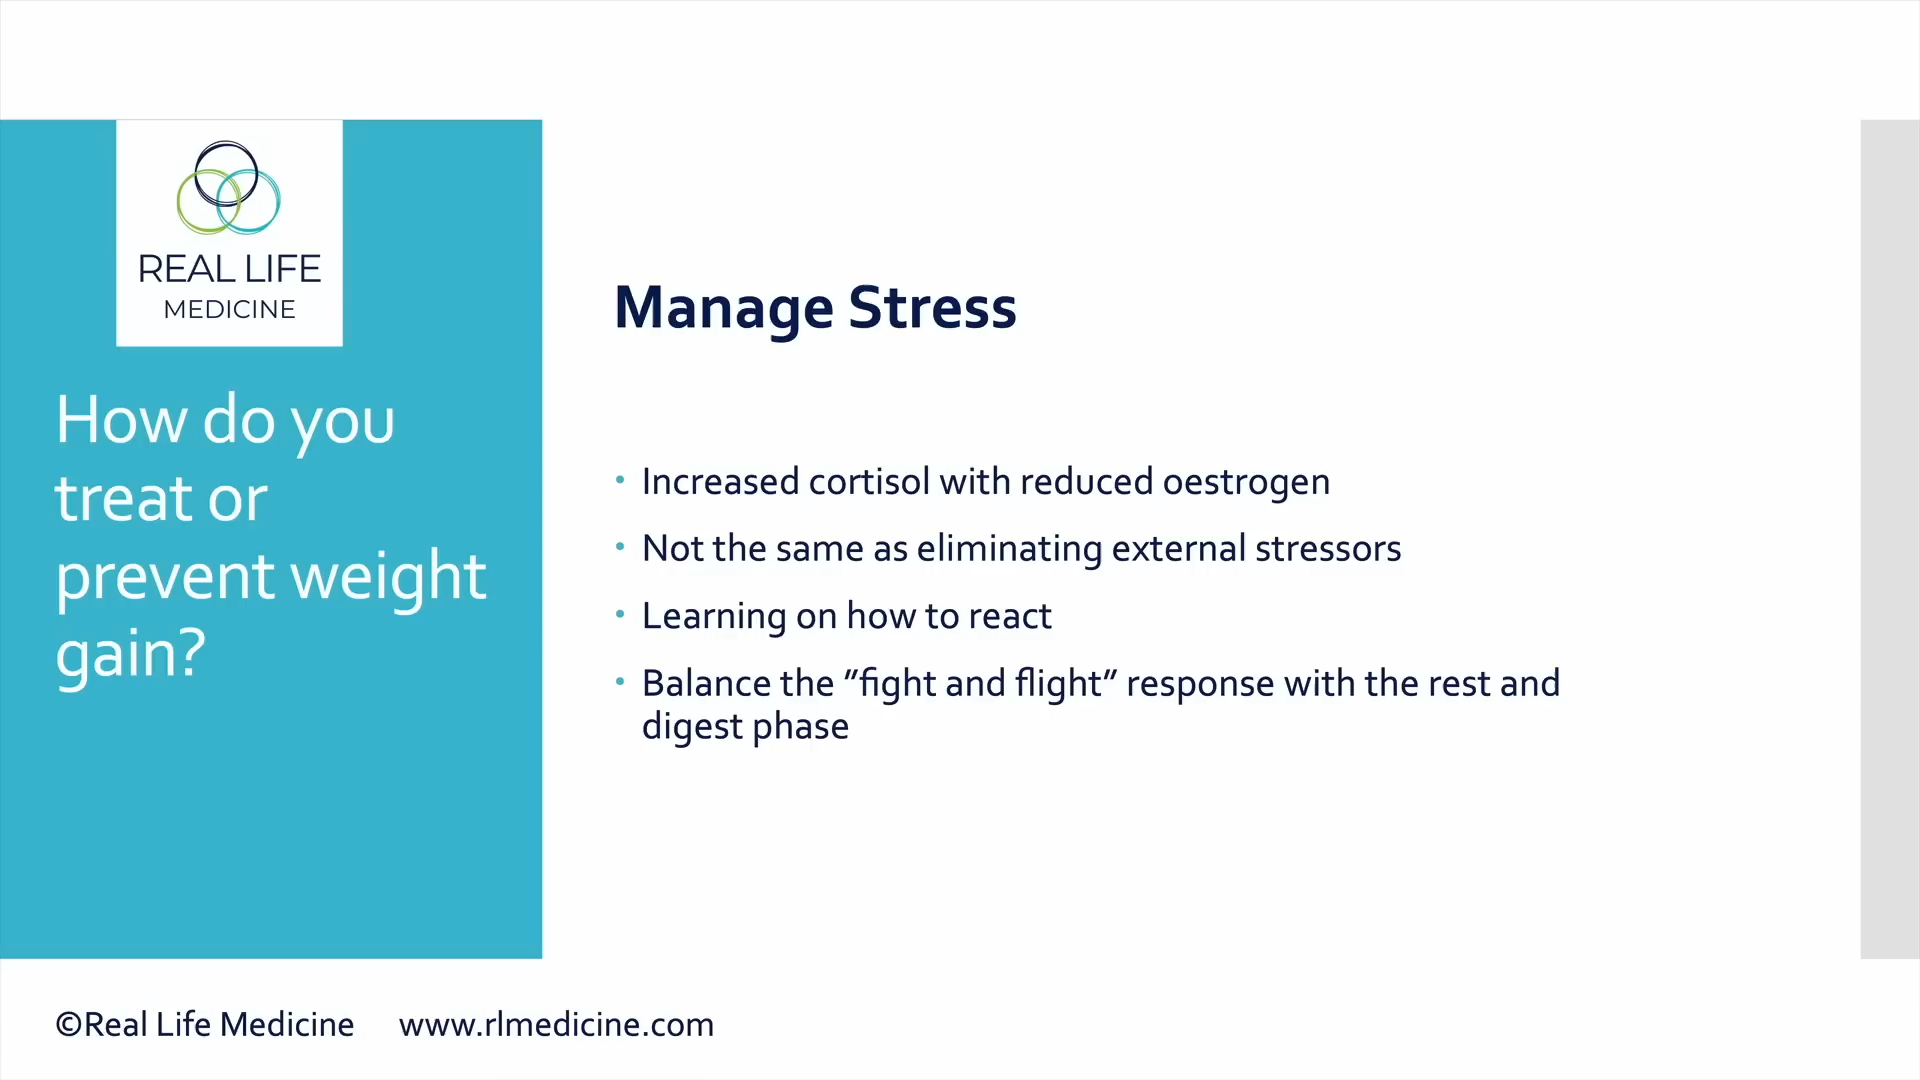 REAL LIFE
MEDICINE
How do you
treat or
prevent weight
gain?
Manage Stress
• Increased cortisol with reduced oestrogen
• Not the same as eliminating external stressors
• Learning on how to react
• Balance the ”fight and flight” response with the rest and
digest phase
©Real Life Medicine www.rlmedicine.com